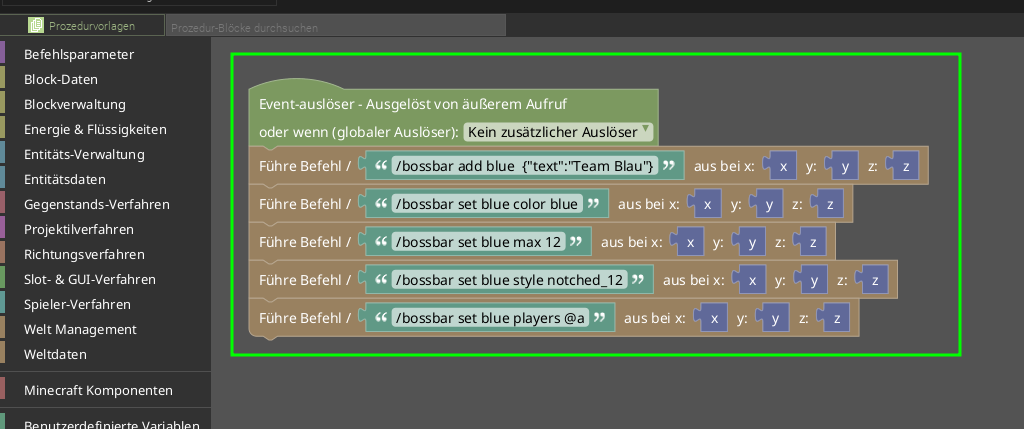 Prozedurvorlagen
Prozedur-Blöcke durchsuchen
Befehlsparameter
Block-Daten
Blockverwaltung
Energie & Flüssigkeiten
Entitäts-Verwaltung
Entitätsdaten
Gegenstands-Verfahren
Projektilverfahren
Richtungsverfahren
Slot- & GUI-Verfahren
Spieler-Verfahren
Welt Management
Weltdaten
Minecraft Komponenten
Benutzerdefinierte Variablen
Event-auslöser - Ausgelöst von äußerem Aufruf
oder wenn (globaler Auslöser): Kein zusätzlicher Auslöser
Führe Befehl / “ /bossbar add blue {"text":"Team Blau"} ” aus bei x: x y: y z: z
Führe Befehl / “ /bossbar set blue color blue ” aus bei x: x y: y z: z
Führe Befehl / “ /bossbar set blue max 12 ” aus bei x: x y: y z: z
Führe Befehl / “ /bossbar set blue style notched_12 ” aus bei x: x y: y z: z
Führe Befehl / “ /bossbar set blue players @a ” aus bei x: x y: y z: z